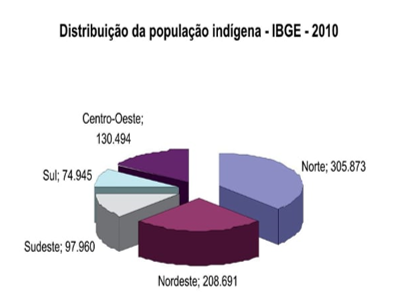 Distribuição da população indígena - IBGE - 2010
Centro-Oeste;
130.494
Norte; 305.873
Sul; 74.945
Sudeste; 97.960
Nordeste; 208.691